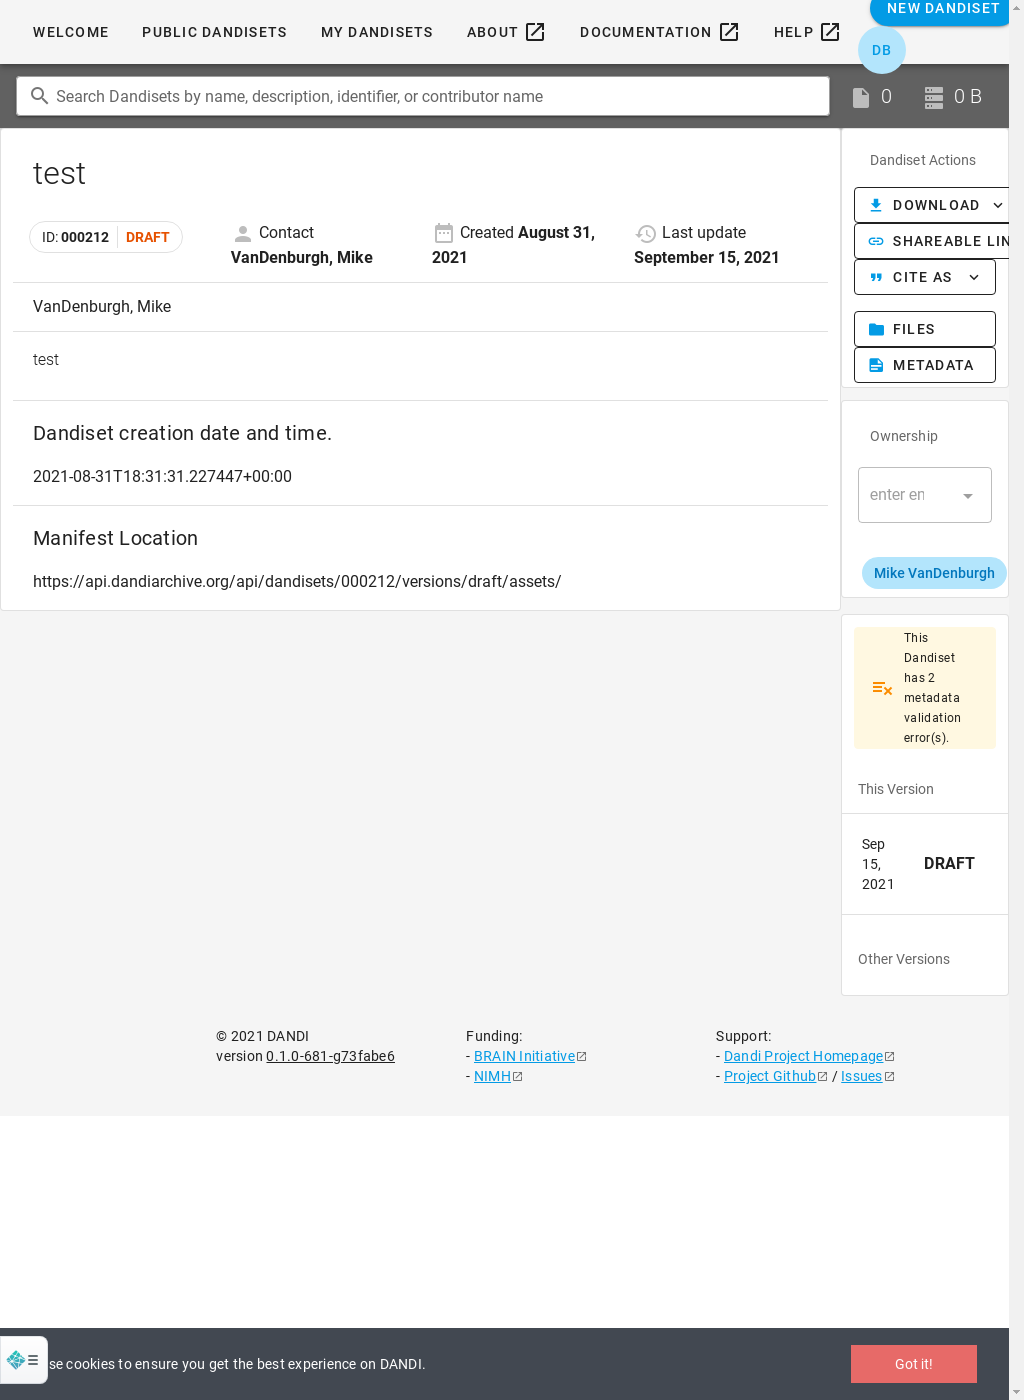 NEW DANDISET
WELCOME PUBLIC DANDISETS MY DANDISETS ABOUT DOCUMENTATION HELP
DB
Search Dandisets by name, description, identifier, or contributor name
0 0 B
test
ID: 000212 DRAFT
Contact
VanDenburgh, Mike
Created August 31,
2021
Last update
September 15, 2021
VanDenburgh, Mike
test
Dandiset creation date and time.
2021-08-31T18:31:31.227447+00:00
Manifest Location
https://api.dandiarchive.org/api/dandisets/000212/versions/draft/assets/
Dandiset Actions
DOWNLOAD
SHAREABLE LIN
CITE AS
FILES
METADATA
Ownership
enter en
Mike VanDenburgh
This
Dandiset
has 2
metadata
validation
error(s).
This Version
Sep
15,
2021
DRAFT
Other Versions
© 2021 DANDI
version 0.1.0-681-g73fabe6
Funding:
- BRAIN Initiative
- NIMH
Support:
- Dandi Project Homepage
- Project Github / Issues
se cookies to ensure you get the best experience on DANDI.
Got it!